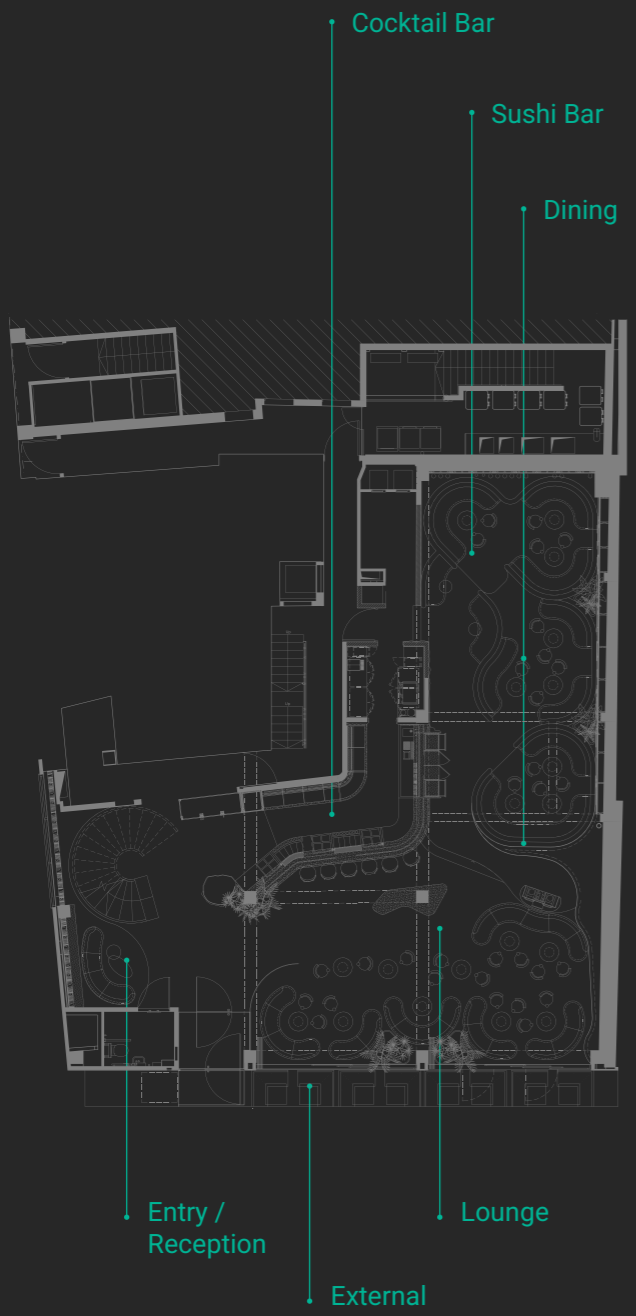 Cocktail Bar
Sushi Bar
Dining
Entry /
Reception
Lounge
External